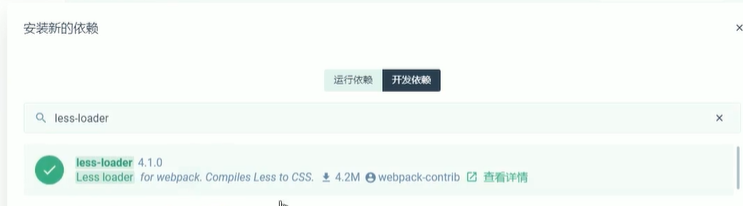 安装新的依赖
运行依赖 开发依赖
less-loader
less-loader 4.1.0
Less loader for webpack. Compiles Less to CSS. 4.2M webpack-contrib 查看详情